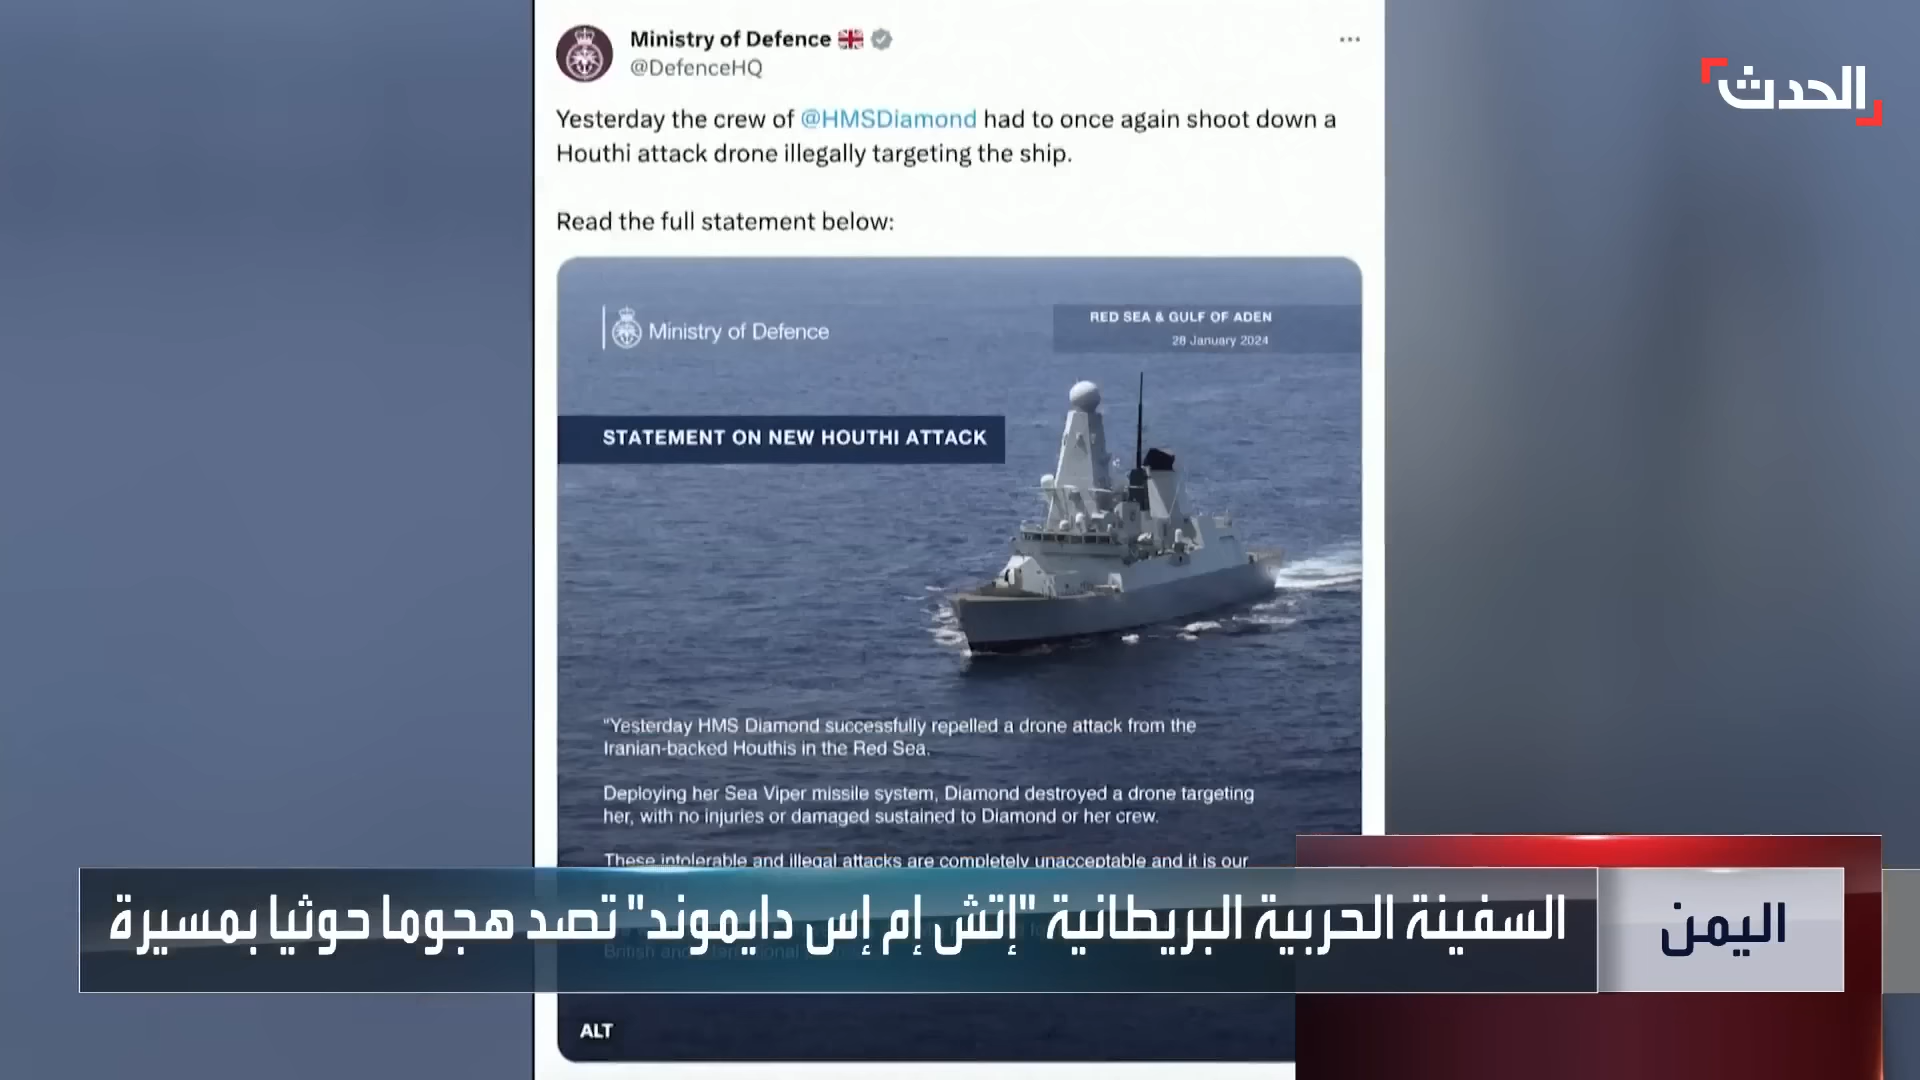 Ministry of Defence
@DefenceHQ
الحدث
Yesterday the crew of @HMSDiamond had to once again shoot down a
Houthi attack drone illegally targeting the ship.
Read the full statement below:
Ministry of Defence
RED SEA & GULF OF ADEN
28 January 2024
STATEMENT ON NEW HOUTHI ATTACK
"Yesterday HMS Diamond successfully repelled a drone attack from the
Iranian-backed Houthis in the Red Sea.
Deploying her Sea Viper missile system, Diamond destroyed a drone targeting
her, with no injuries or damaged sustained to Diamond or her crew.
These intolerable and illegal attacks are completely unacceptable and it is our
اليمن
السفينة الحربية البريطانية "إتش إم إس دايموند" تصد هجوما حوثيا بمسيرة
British and
ALT